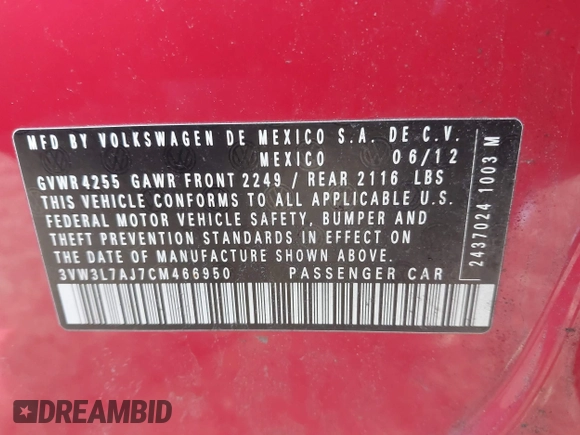 MFD BY VOLKSWAGEN DE MEXICO S.A. DE C.V.
MEXICO 06/12
GVWR4255 GAWR FRONT 2249 / REAR 2116 LBS
THIS VEHICLE CONFORMS TO ALL APPLICABLE U.S.
FEDERAL MOTOR VEHICLE SAFETY, BUMPER AND
THEFT PREVENTION STANDARDS IN EFFECT ON
THE DATE OF MANUFACTURE SHOWN ABOVE.
3VW3L7AJ7CM466950 PASSENGER CAR
2437024 1003 M
DREAMBID